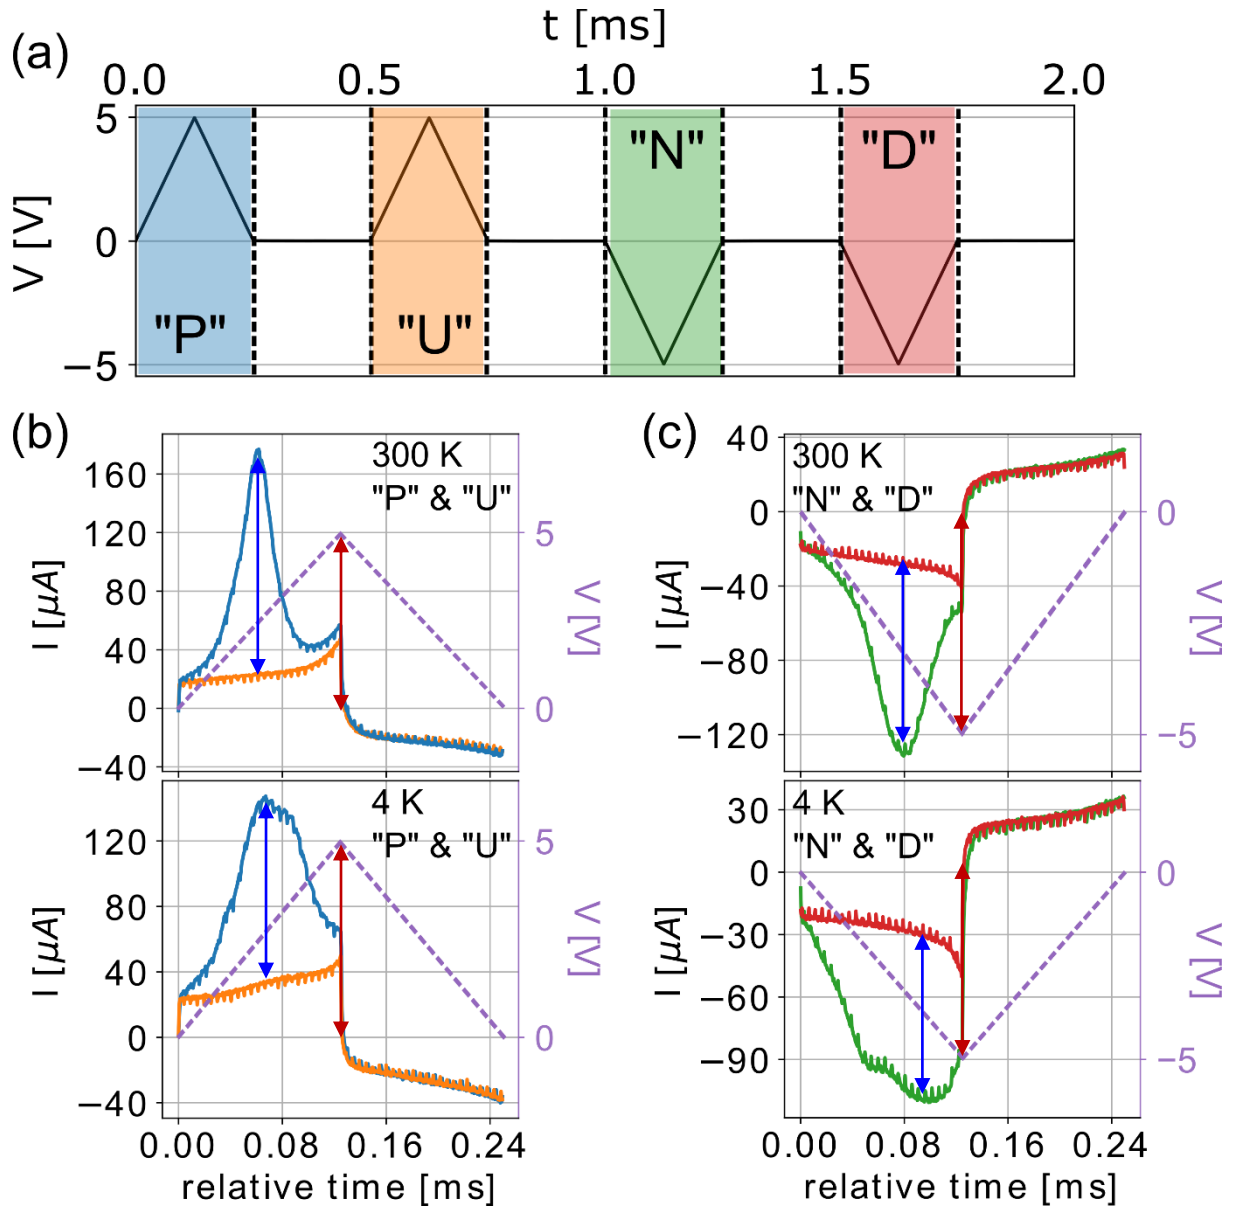 (a)
t [ms]
0.0 0.5 1.0 1.5 2.0
V [V]
5
0
−5
"P" "U" "N" "D"
(b)
300 K
"P" & "U"
I [μA]
160
120
80
40
0
−40
V [V]
5
0
4 K
"P" & "U"
I [μA]
120
80
40
0
−40
V [V]
5
0
0.00 0.08 0.16 0.24
relative time [ms]
(c)
300 K
"N" & "D"
I [μA]
40
0
−40
−80
−120
V [V]
0
−5
4 K
"N" & "D"
I [μA]
30
0
−30
−60
−90
V [V]
0
−5
0.00 0.08 0.16 0.24
relative time [ms]